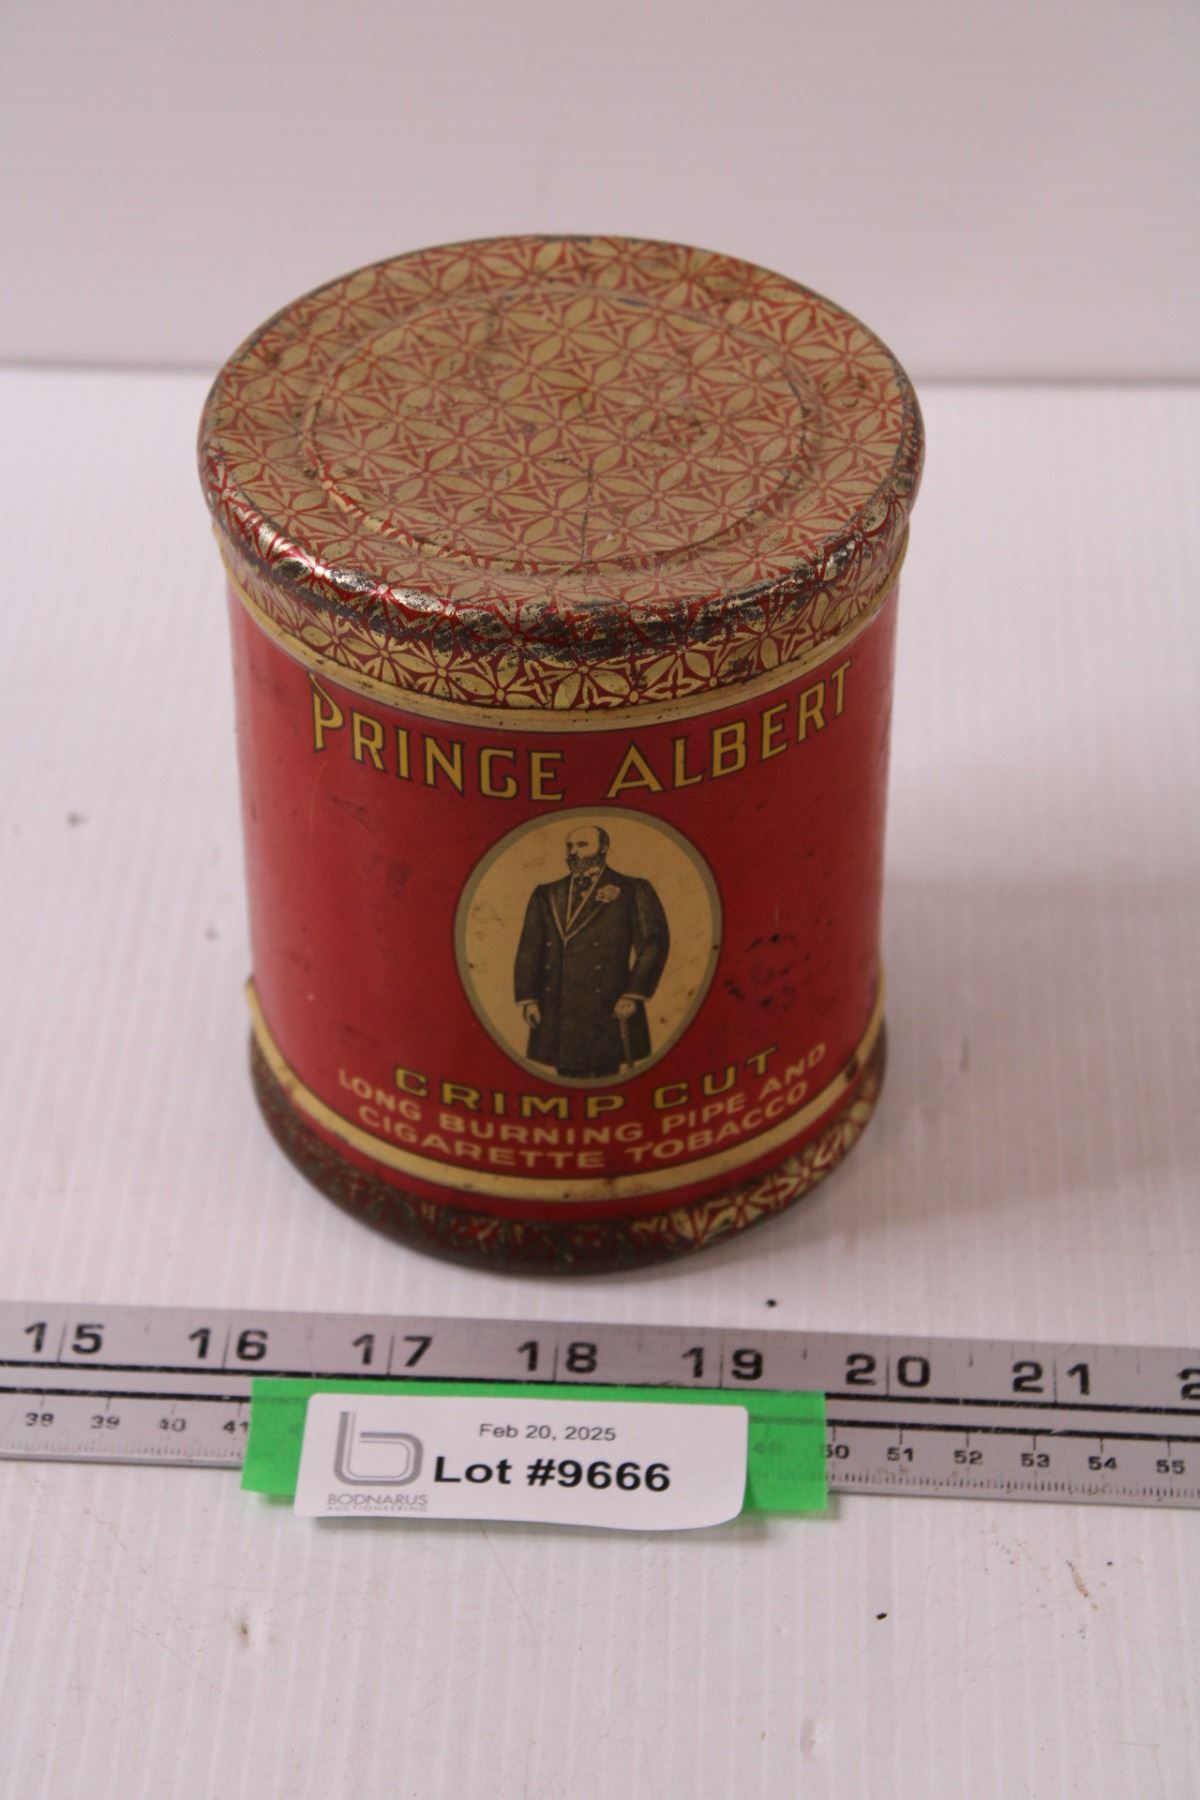 PRINCE ALBERT
CRIMP CUT
LONG BURNING PIPE AND
CIGARETTE TOBACCO
15 16 17 18 19 20 21
38 39 40 41 50 51 52 53 54 55
Feb 20, 2025
Lot #9666
BODNARUS
AUCTIONEERING